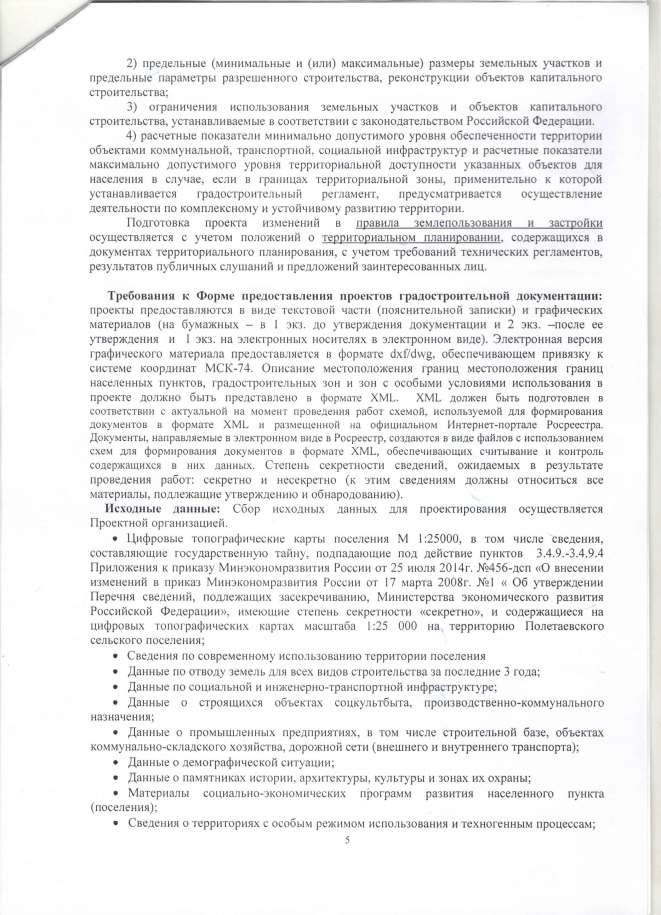 2) предельные (минимальные и (или) максимальные) размеры земельных участков и
предельные параметры разрешенного строительства, реконструкции объектов капитального
строительства;
3) ограничения использования земельных участков и объектов капитального
строительства, устанавливаемые в соответствии с законодательством Российской Федерации.
4) расчетные показатели минимально допустимого уровня обеспеченности территории
объектами коммунальной, транспортной, социальной инфраструктур и расчетные показатели
максимально допустимого уровня территориальной доступности указанных объектов для
населения в случае, если в границах территориальной зоны, применительно к которой
устанавливается градостроительный регламент, предусматривается осуществление
деятельности по комплексному и устойчивому развитию территории.
Подготовка проекта изменений в правила землепользования и застройки
осуществляется с учетом положений о территориальном планировании, содержащихся в
документах территориального планирования, с учетом требований технических регламентов,
результатов публичных слушаний и предложений заинтересованных лиц.
Требования к Форме предоставления проектов градостроительной документации:
проекты предоставляются в виде текстовой части (пояснительной записки) и графических
материалов (на бумажных – в 1 экз. до утверждения документации и 2 экз. –после ее
утверждения и 1 экз. на электронных носителях в электронном виде). Электронная версия
графического материала предоставляется в формате dxf/dwg, обеспечивающем привязку к
системе координат МСК-74. Описание местоположения границ местоположения границ
населенных пунктов, градостроительных зон и зон с особыми условиями использования в
проекте должно быть представлено в формате XML. XML должен быть подготовлен в
соответствии с актуальной на момент проведения работ схемой, используемой для формирования
документов в формате XML и размещенной на официальном Интернет-портале Росреестра.
Документы, направляемые в электронном виде в Росреестр, создаются в виде файлов с использованием
схем для формирования документов в формате XML, обеспечивающих считывание и контроль
содержащихся в них данных. Степень секретности сведений, ожидаемых в результате
проведения работ: секретно и несекретно (к этим сведениям должны относиться все
материалы, подлежащие утверждению и обнародованию).
Исходные данные: Сбор исходных данных для проектирования осуществляется
Проектной организацией.
• Цифровые топографические карты поселения М 1:25000, в том числе сведения,
составляющие государственную тайну, подпадающие под действие пунктов 3.4.9.-3.4.9.4
Приложения к приказу Минэкономразвития России от 25 июля 2014г. №456-дсп «О внесении
изменений в приказ Минэкономразвития России от 17 марта 2008г. №1 « Об утверждении
Перечня сведений, подлежащих засекречиванию, Министерства экономического развития
Российской Федерации», имеющие степень секретности «секретно», и содержащиеся на
цифровых топографических картах масштаба 1:25 000 на территорию Полетаевского
сельского поселения;
• Сведения по современному использованию территории поселения
• Данные по отводу земель для всех видов строительства за последние 3 года;
• Данные по социальной и инженерно-транспортной инфраструктуре;
• Данные о строящихся объектах соцкультбыта, производственно-коммунального
назначения;
• Данные о промышленных предприятиях, в том числе строительной базе, объектах
коммунально-складского хозяйства, дорожной сети (внешнего и внутреннего транспорта);
• Данные о демографической ситуации;
• Данные о памятниках истории, архитектуры, культуры и зонах их охраны;
• Материалы социально-экономических программ развития населенного пункта
(поселения);
• Сведения о территориях с особым режимом использования и техногенным процессам;
5